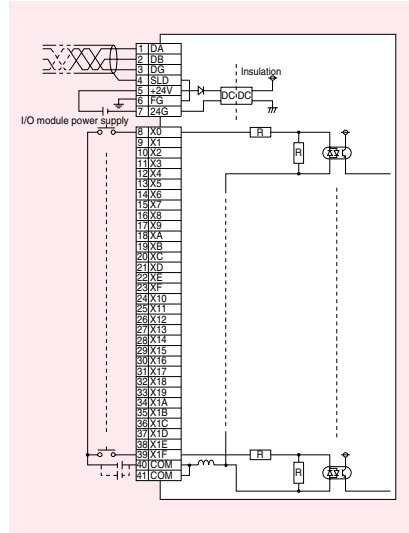 1 DA
2 DB
3 DG
4 SLD
5 +24V
6 FG
7 24G
Insulation
DC-DC
I/O module power supply
8 X0
R
R
9 X1
10 X2
11 X3
12 X4
13 X5
14 X6
15 X7
16 X8
17 X9
18 XA
19 XB
20 XC
21 XD
22 XE
23 XF
24 X10
25 X11
26 X12
27 X13
28 X14
29 X15
30 X16
31 X17
32 X18
33 X19
34 X1A
35 X1B
36 X1C
37 X1D
38 X1E
39 X1F
R
R
40 COM
41 COM